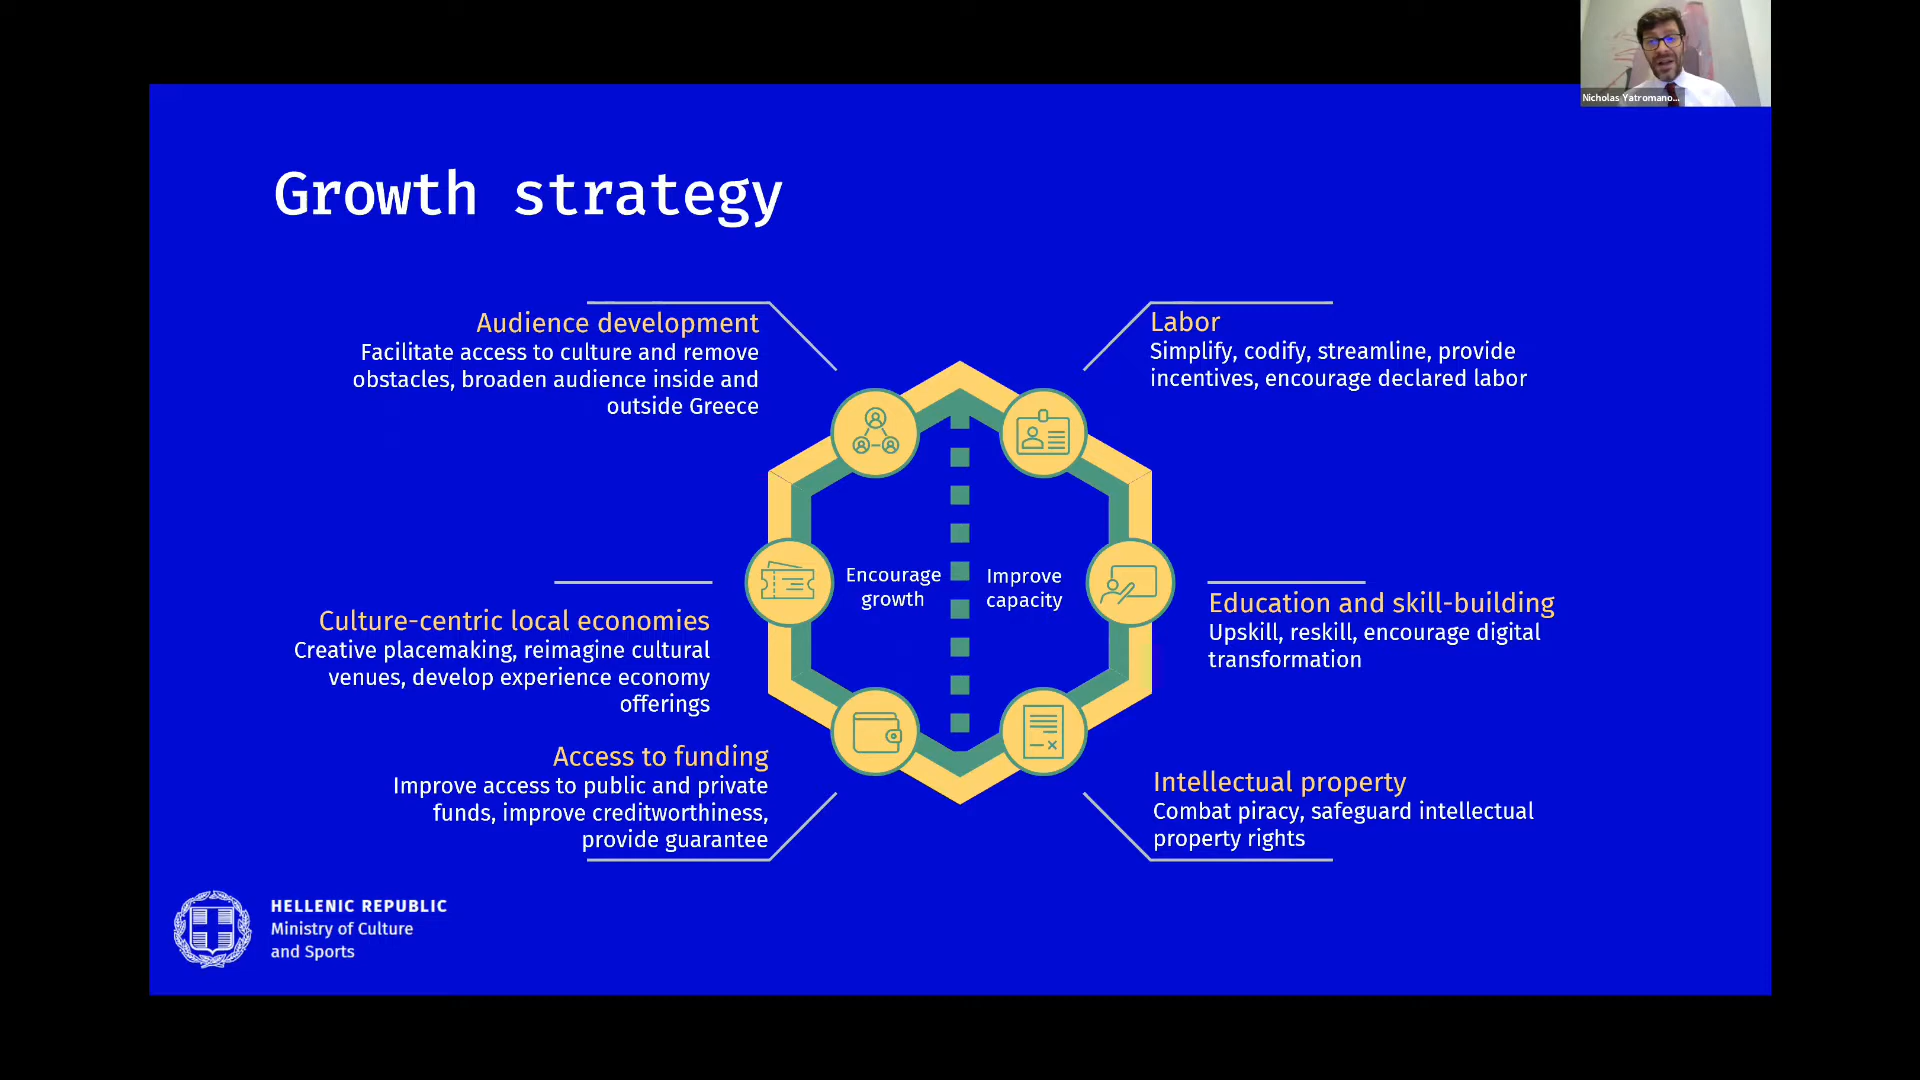 Nicholas Yatromano...
Growth strategy
Audience development
Facilitate access to culture and remove
obstacles, broaden audience inside and
outside Greece
Labor
Simplify, codify, streamline, provide
incentives, encourage declared labor
Encourage
growth
Improve
capacity
Culture-centric local economies
Creative placemaking, reimagine cultural
venues, develop experience economy
offerings
Education and skill-building
Upskill, reskill, encourage digital
transformation
Access to funding
Improve access to public and private
funds, improve creditworthiness,
provide guarantee
Intellectual property
Combat piracy, safeguard intellectual
property rights
HELLENIC REPUBLIC
Ministry of Culture
and Sports